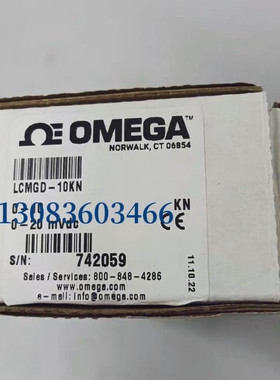 OMEGA™
NORWALK, CT 06854
LCMGD-10KN
13083603466
KN
0-20 mVdc
CE
S/N: 742059
Sales / Services: 800-848-4286
www.omega.com
e-mail
www.omega.com
11.10.22